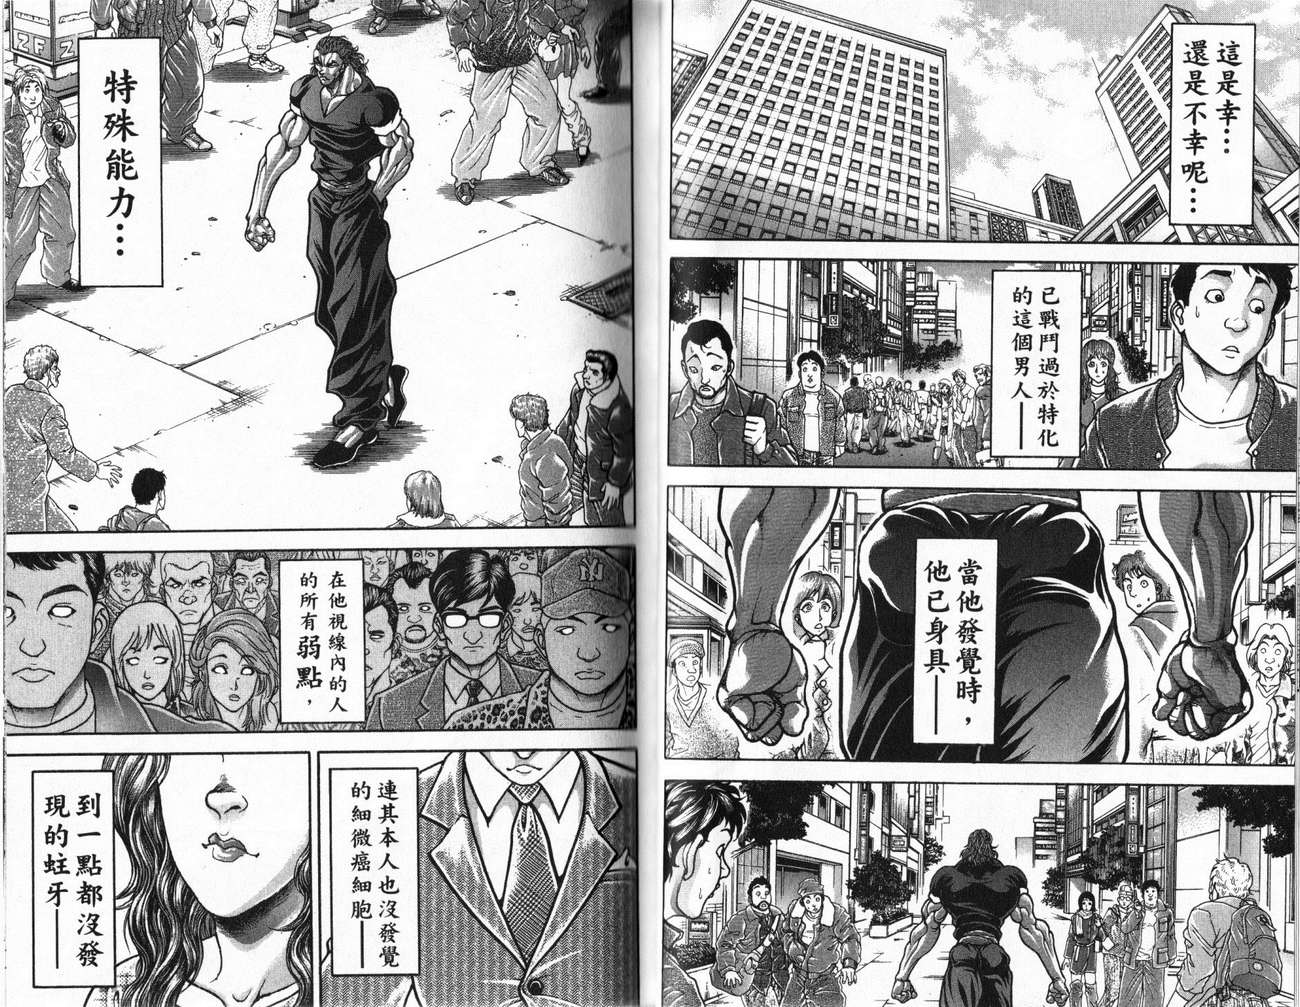 這是幸…
還是不幸呢…
已戰鬥過於特化
的這個男人——
當他發覺時，
他已身具——
特殊能力…
在他視線內的人
的所有弱點，
連其本人也沒發覺
的細微癌細胞——
到一點都沒發
現的蛀牙——
ZF
Z
NY